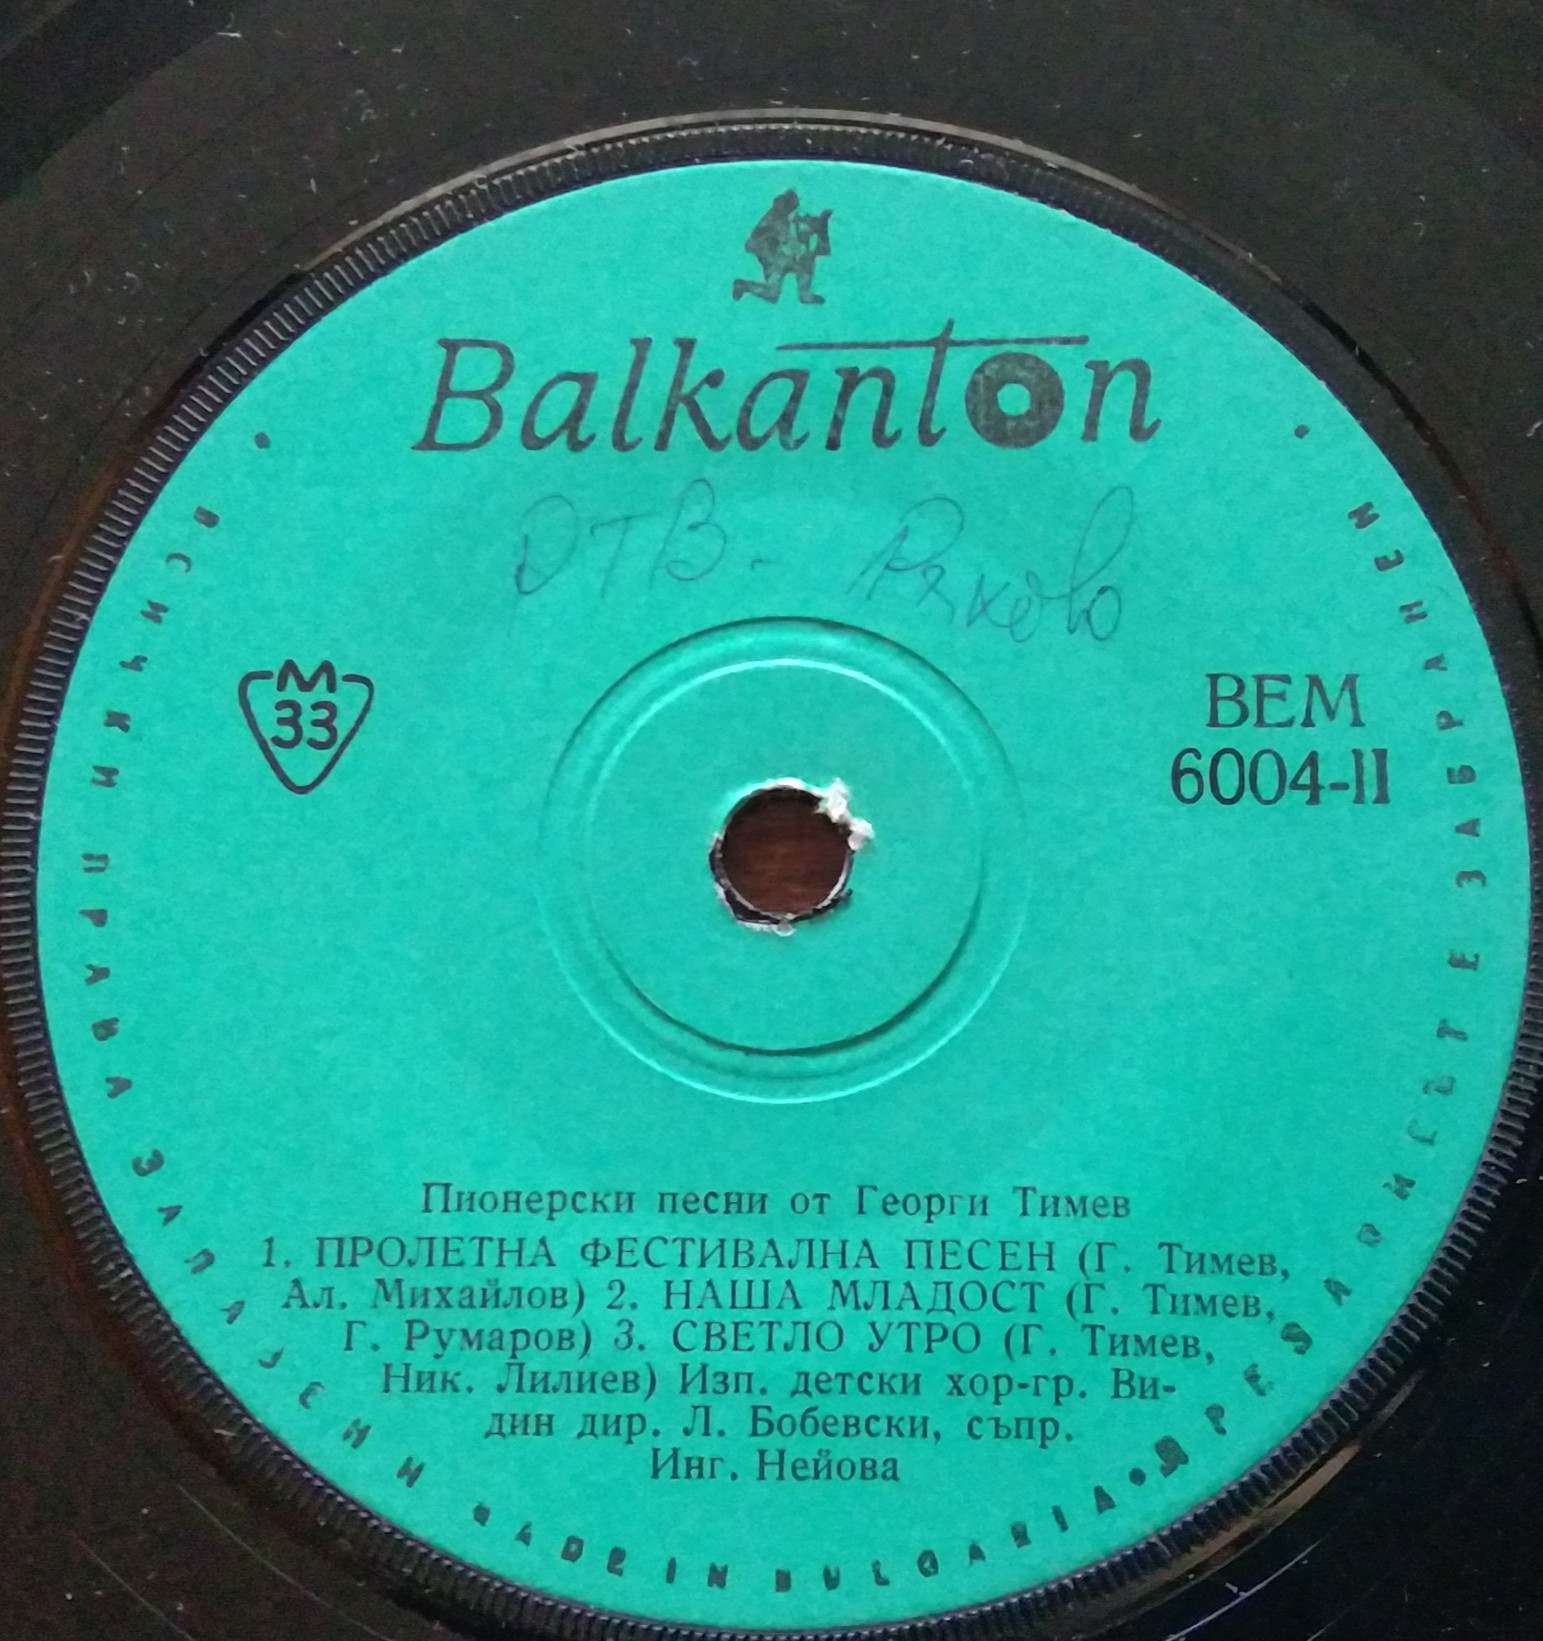 Balkanton
ОТВ.
М
33
ВЕМ
6004-II
Пионерски песни от Георги Тимев
1. ПРОЛЕТНА ФЕСТИВАЛНА ПЕСЕН (Г. Тимев,
Ал. Михайлов) 2. НАША МЛАДОСТ (Г. Тимев,
Г. Румаров) 3. СВЕТЛО УТРО (Г. Тимев,
Ник. Лилиев) Изп. детски хор-гр. Ви-
дин дир. Л. Бобевски, съпр.
Инг. Нейова
ВСИЧКИ ПРАВА ЗАПАЗЕНИ
MADE IN BULGARIA
ПРЕЗАПИСЪТ Е ЗАБРАНЕН